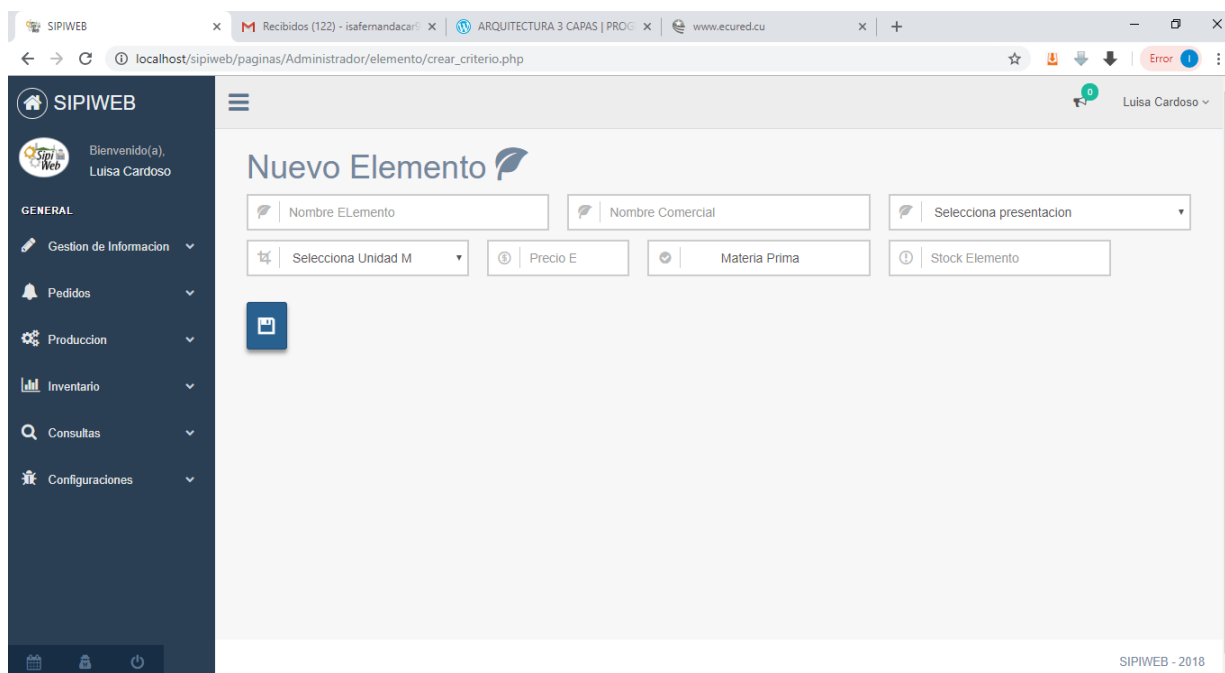 SIPIWEB
Recibidos (122) - isafernandacar
ARQUITECTURA 3 CAPAS | PROG
www.ecured.cu
localhost/sipiweb/paginas/Administrador/elemento/crear_criterio.php
Error
I
SIPIWEB
0
Luisa Cardoso
Sipi Web
Bienvenido(a),
Luisa Cardoso
Nuevo Elemento
GENERAL
Nombre ELemento
Nombre Comercial
Selecciona presentacion
Gestion de Informacion
Selecciona Unidad M
Precio E
Materia Prima
Stock Elemento
Pedidos
Produccion
Inventario
Consultas
Configuraciones
SIPIWEB - 2018